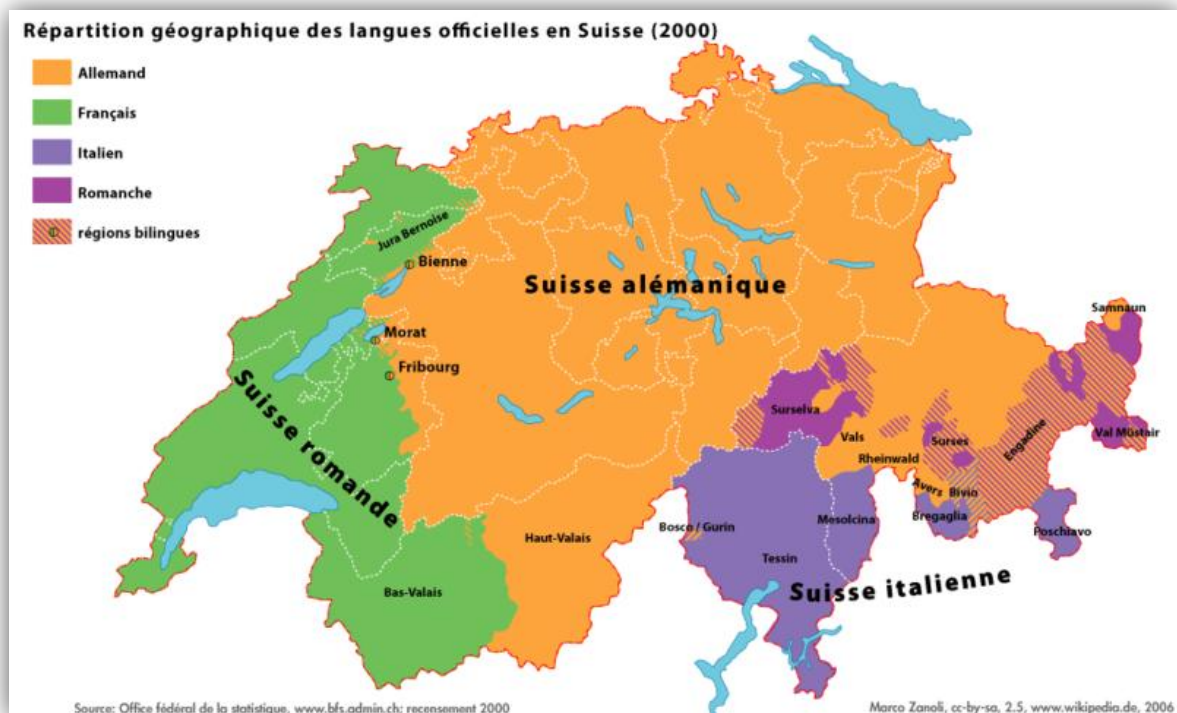 Répartition géographique des langues officielles en Suisse (2000)
Allemand
Français
Italien
Romanche
régions bilingues
Jura Bernoise
Bienne
Suisse alémanique
Samnaun
Morat
Fribourg
Suisse romande
Surselva
Vals
Surses
Engadine
Val Müstair
Rheinwald
Avers
Bivio
Bregaglia
Bosco / Gurin
Mesolcina
Poschiavo
Haut-Valais
Tessin
Suisse italienne
Bas-Valais
Source: Office fédéral de la statistique, www.bfs.admin.ch; recensement 2000
Marco Zanoli, cc-by-sa, 2.5, www.wikipedia.de, 2006